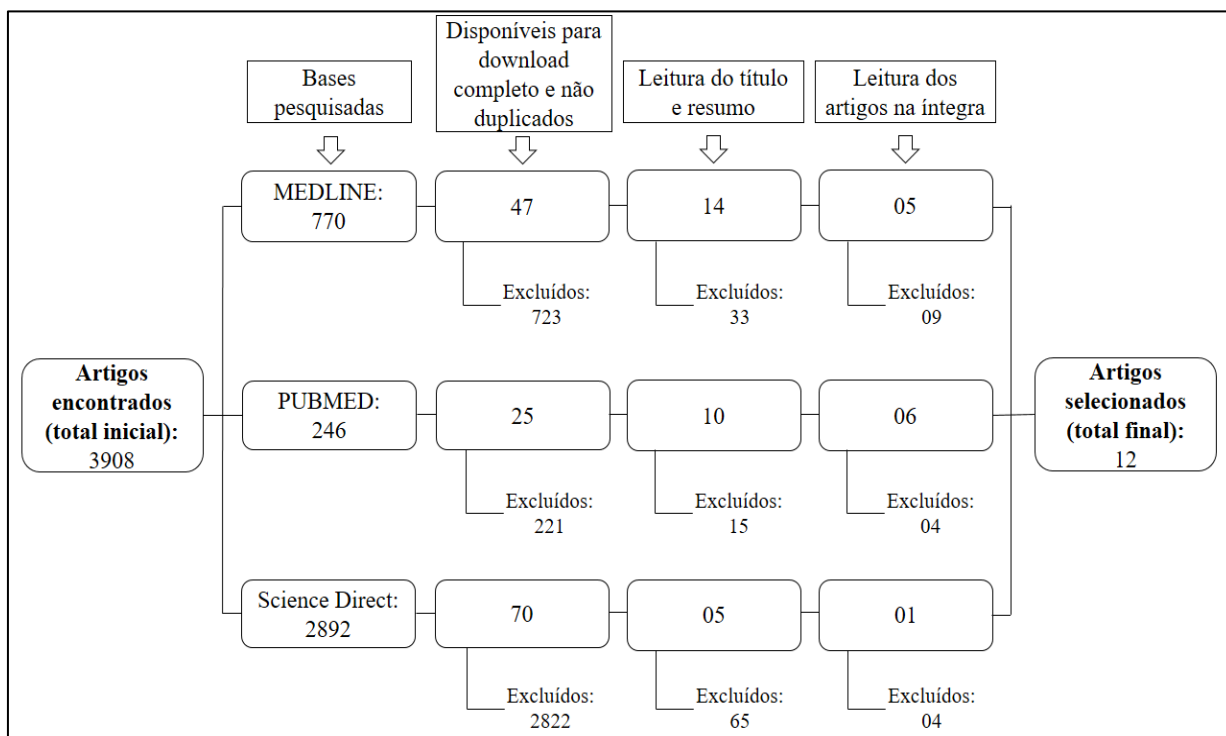 Bases
pesquisadas
Disponíveis para
download
completo e não
duplicados
Leitura do título
e resumo
Leitura dos
artigos na íntegra
MEDLINE:
770
47
14
05
Excluídos:
723
Excluídos:
33
Excluídos:
09
Artigos
encontrados
(total inicial):
3908
PUBMED:
246
25
10
06
Artigos
selecionados
(total final):
12
Excluídos:
221
Excluídos:
15
Excluídos:
04
Science Direct:
2892
70
05
01
Excluídos:
2822
Excluídos:
65
Excluídos:
04